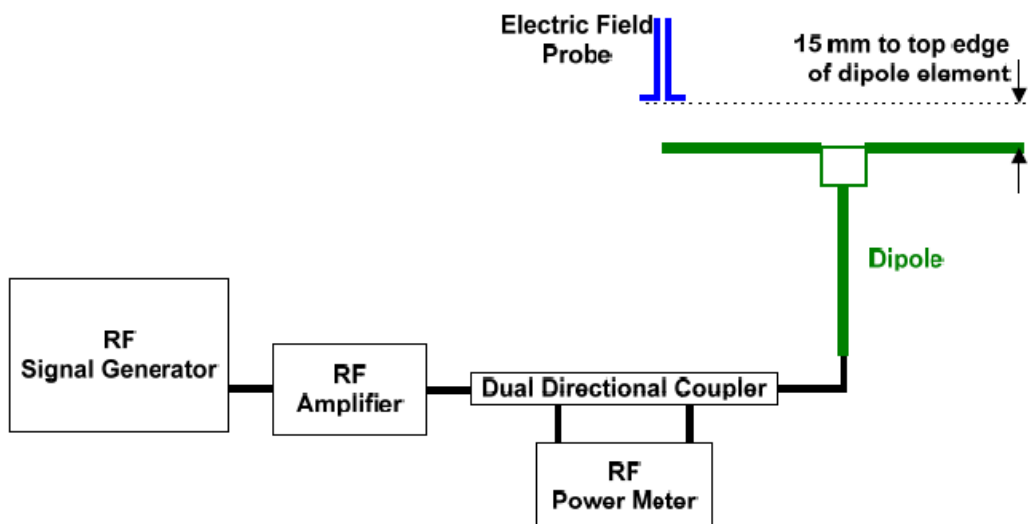 Electric Field
Probe
15 mm to top edge
of dipole element
Dipole
RF
Signal Generator
RF
Amplifier
Dual Directional Coupler
RF
Power Meter